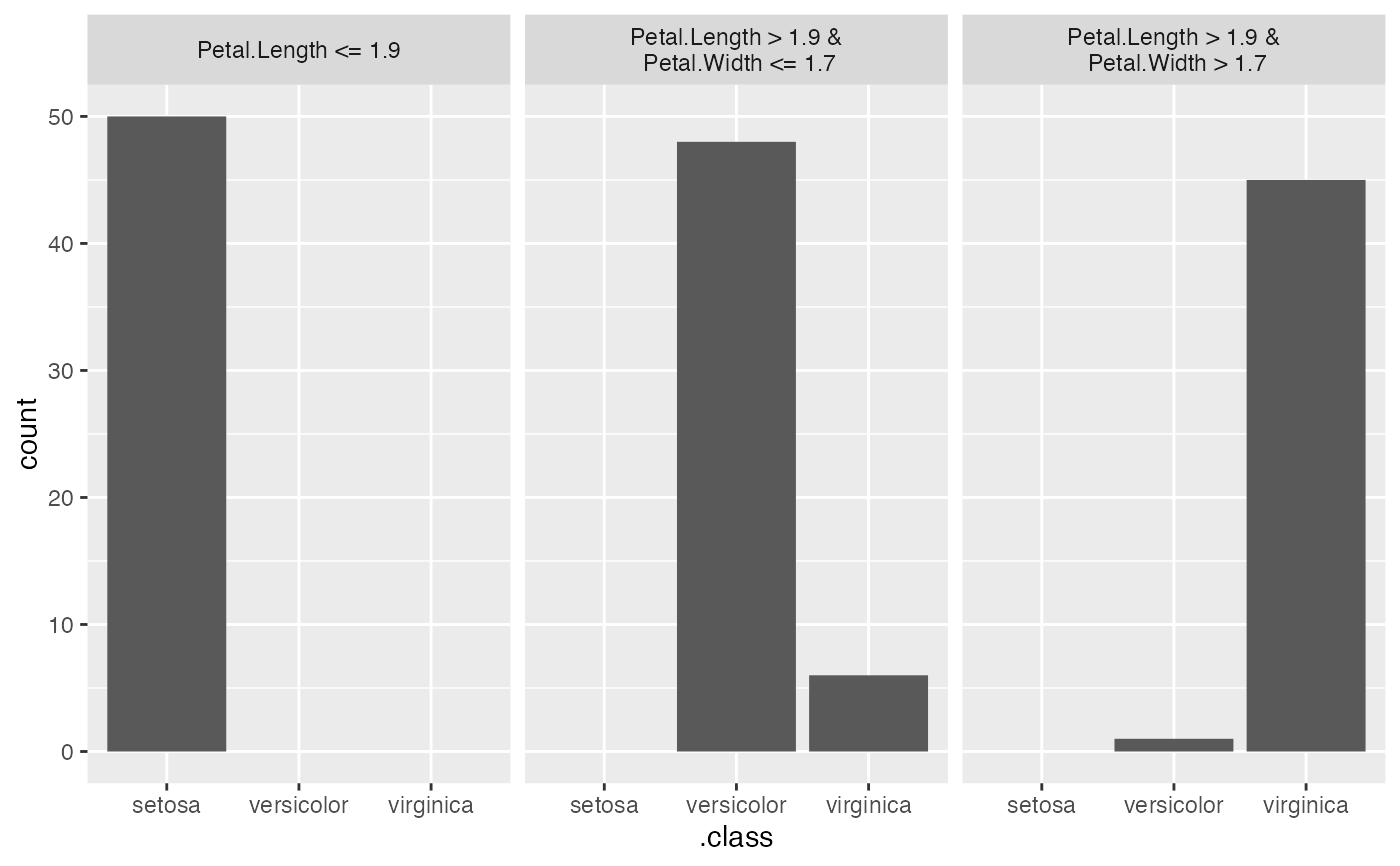 Petal.Length <= 1.9
Petal.Length > 1.9 &
Petal.Width <= 1.7
Petal.Length > 1.9 &
Petal.Width > 1.7
50
40
30
20
10
0
count
setosa versicolor virginica
setosa versicolor virginica
setosa versicolor virginica
.class